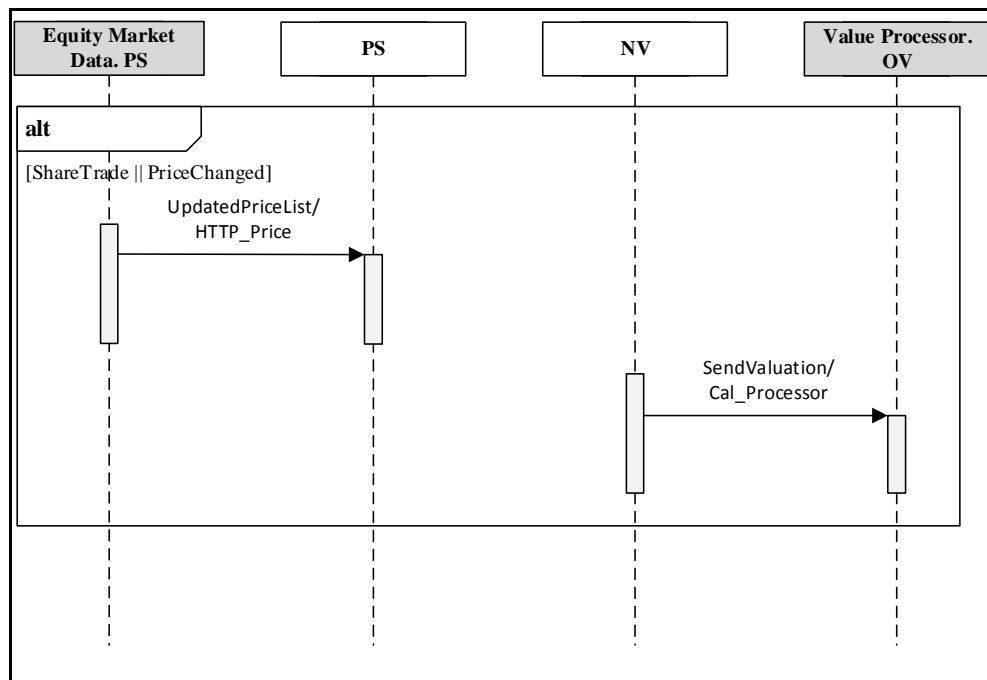 Equity Market
Data. PS
PS
NV
Value Processor.
OV
alt
[ShareTrade || PriceChanged]
UpdatedPriceList/
HTTP_Price
SendValuation/
Cal_Processor